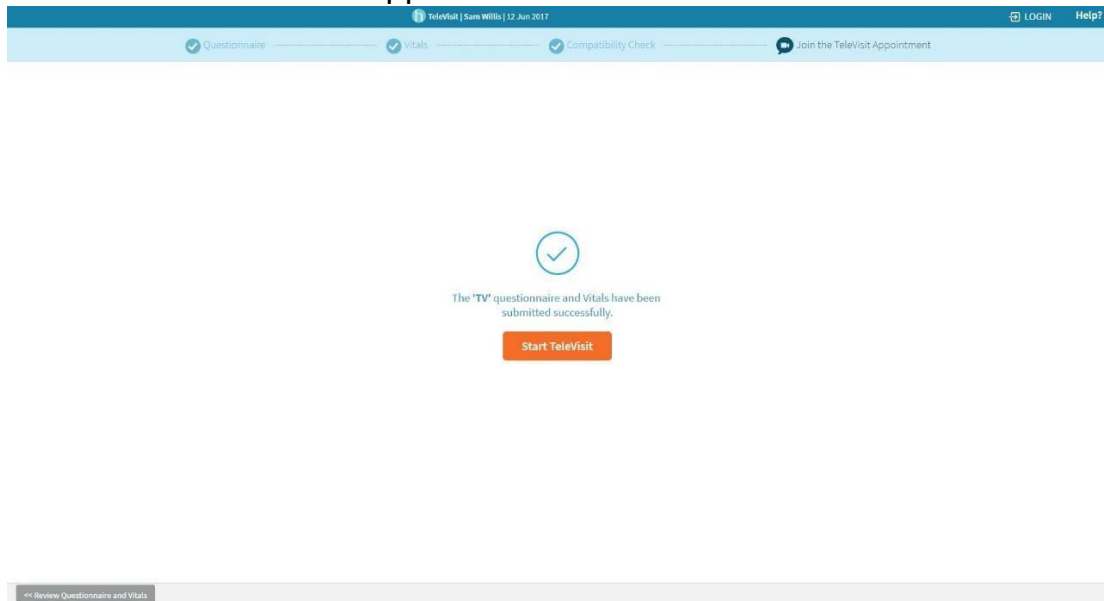 TeleVisit | Sam Willis | 12 Jun 2017
LOGIN
Help?
Questionnaire
Vitals
Compatibility Check
Join the TeleVisit Appointment
The 'TV' questionnaire and Vitals have been
submitted successfully.
Start TeleVisit
<< Review Questionnaire and Vitals